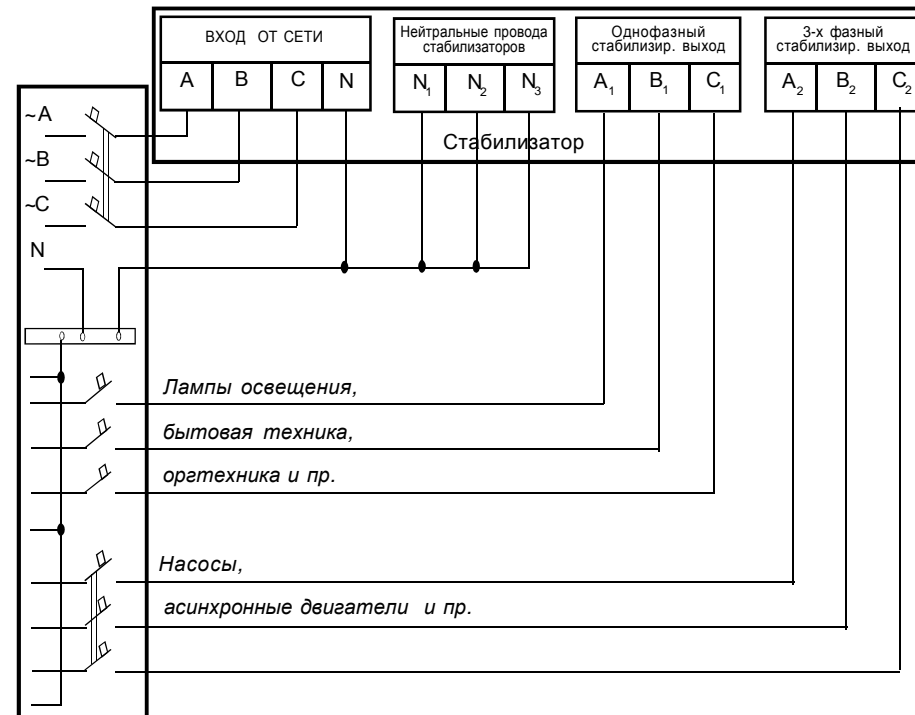 ВХОД ОТ СЕТИ
Нейтральные провода
стабилизаторов
Однофазный
стабилизир. выход
3-х фазный
стабилизир. выход
A B C N
N1 N2 N3
A1 B1 C1
A2 B2 C2
Стабилизатор
~A
~B
~C
N
Лампы освещения,
бытовая техника,
оргтехника и пр.
Насосы,
асинхронные двигатели и пр.